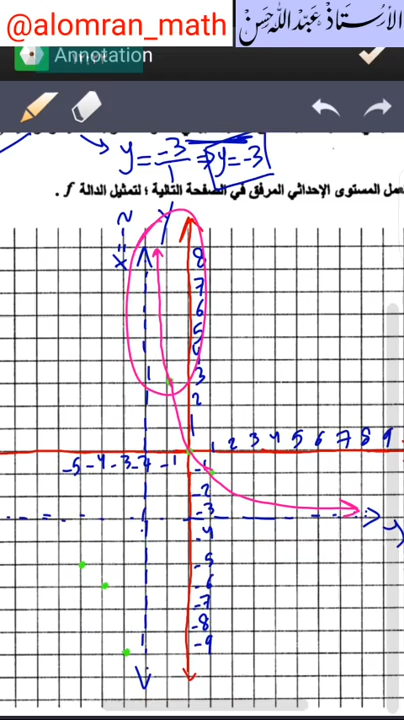 @alomran_math
الأستاذ عبدالله حسن
Annotation
y = -3/1 ⇒ y = -3
عمل المستوى الإحداثي المرفق في الصفحة التالية ؛ لتمثيل الدالة f .
x = -2
y
8
7
6
5
4
3
2
1
-5 -4 -3 -2 -1 1 2 3 4 5 6 7 8 9
-1
-2
-3
-4
-5
-6
-7
-8
-9
y